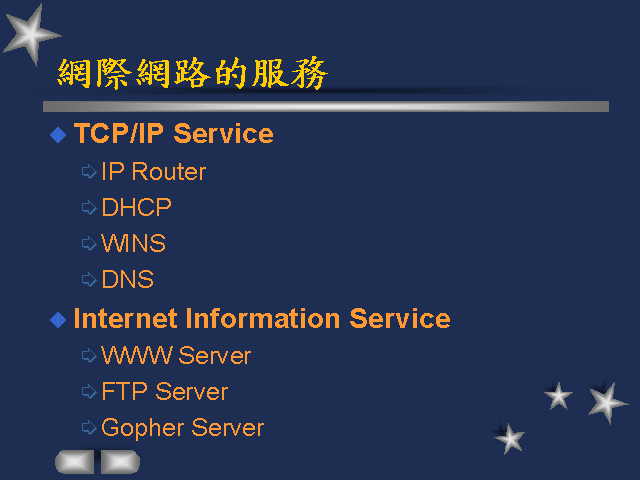 網際網路的服務
TCP/IP Service
IP Router
DHCP
WINS
DNS
Internet Information Service
WWW Server
FTP Server
Gopher Server